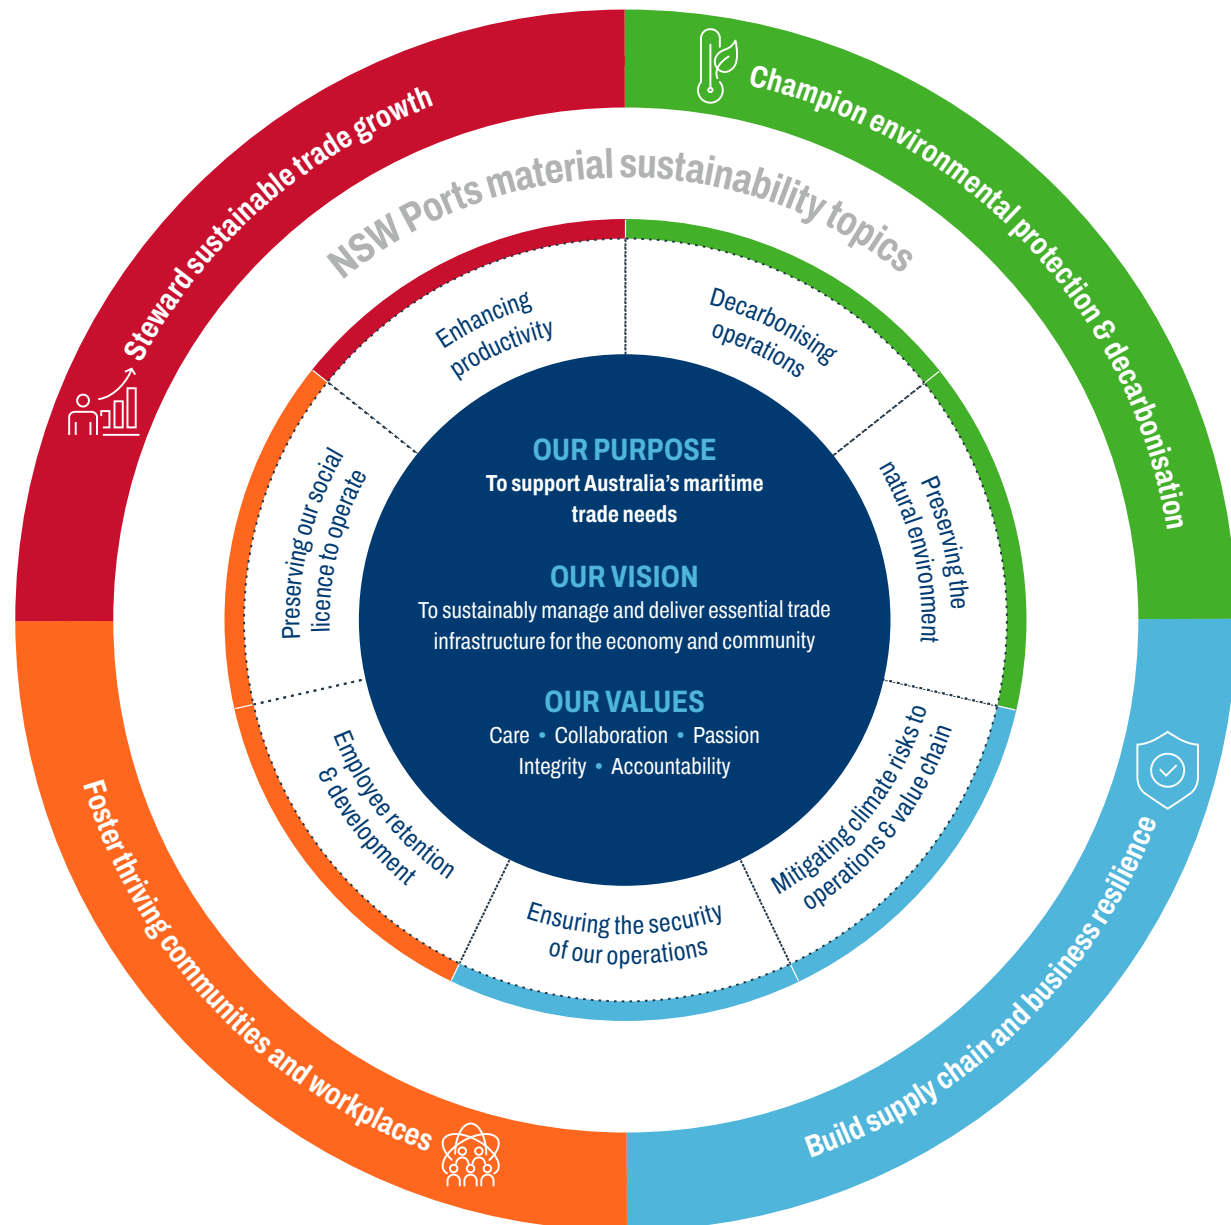 Steward sustainable trade growth
Champion environmental protection & decarbonisation
NSW Ports material sustainability topics
Enhancing
productivity
Decarbonising
operations
Preserving our social
licence to operate
Preserving the
natural environment
OUR PURPOSE
To support Australia’s maritime
trade needs
OUR VISION
To sustainably manage and deliver essential trade
infrastructure for the economy and community
OUR VALUES
Care • Collaboration • Passion
Integrity • Accountability
Employee retention
& development
Mitigating climate risks to
operations & value chain
Ensuring the security
of our operations
Foster thriving communities and workplaces
Build supply chain and business resilience